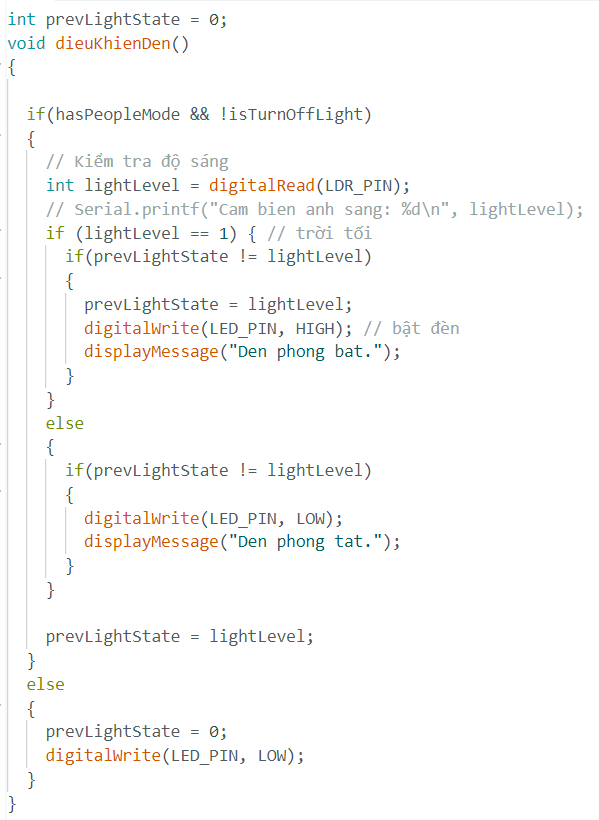 int prevLightState = 0;
void dieuKhienDen()
{
if(hasPeopleMode && !isTurnOffLight)
{
// Kiểm tra độ sáng
int lightLevel = digitalRead(LDR_PIN);
// Serial.printf("Cam bien anh sang: %d\n", lightLevel);
if (lightLevel == 1) { // trời tối
if(prevLightState != lightLevel)
{
prevLightState = lightLevel;
digitalWrite(LED_PIN, HIGH); // bật đèn
displayMessage("Den phong bat.");
}
}
else
{
if(prevLightState != lightLevel)
{
digitalWrite(LED_PIN, LOW);
displayMessage("Den phong tat.");
}
}
prevLightState = lightLevel;
}
else
{
prevLightState = 0;
digitalWrite(LED_PIN, LOW);
}
}